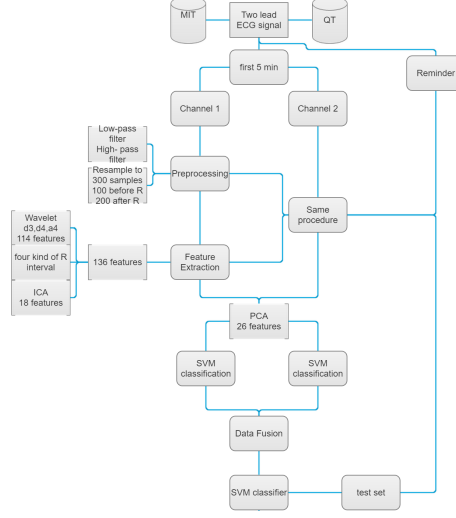 MIT
Two lead
ECG signal
QT
first 5 min
Reminder
Channel 1
Channel 2
Low-pass
filter
High- pass
filter
Resample to
300 samples
100 before R
200 after R
Preprocessing
Same
procedure
Wavelet
d3,d4,a4
114 features
four kind of R
interval
ICA
18 features
136 features
Feature
Extraction
PCA
26 features
SVM
classification
SVM
classification
Data Fusion
SVM classifier
test set